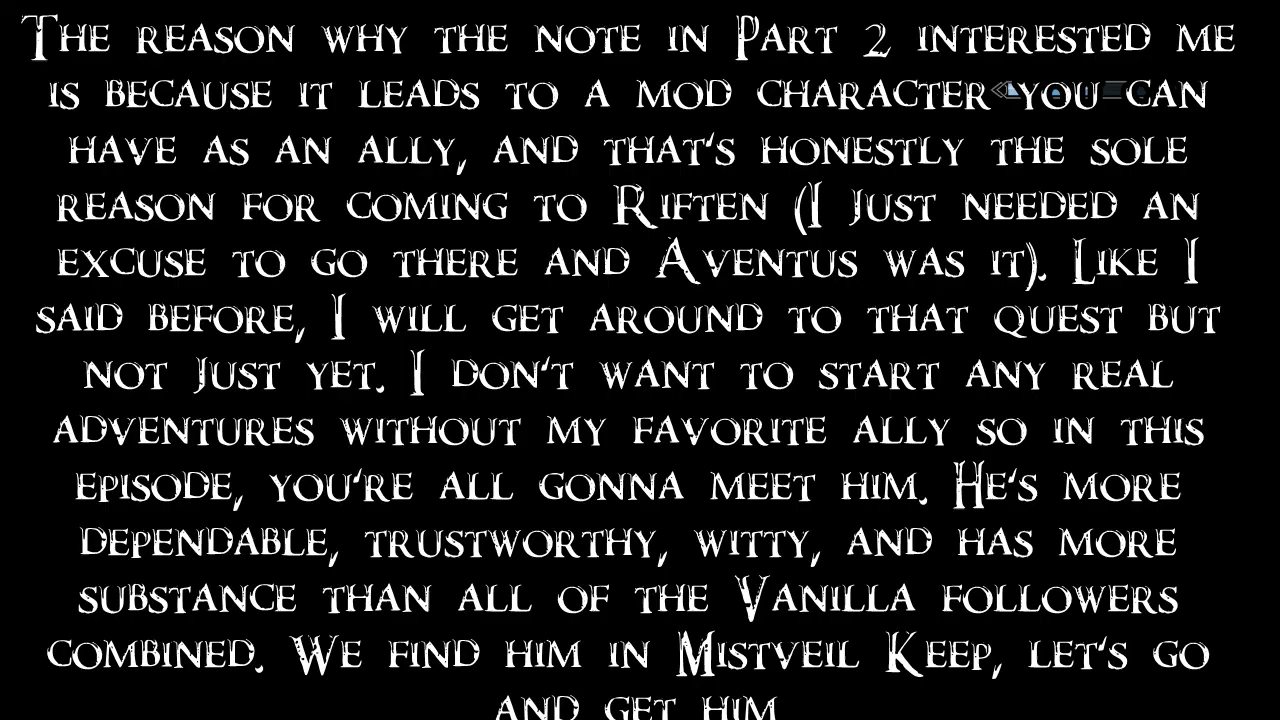 The reason why the note in Part 2 interested me
is because it leads to a mod character you can
have as an ally, and that's honestly the sole
reason for coming to Riften (I just needed an
excuse to go there and Aventus was it). Like I
said before, I will get around to that quest but
not just yet. I don't want to start any real
adventures without my favorite ally so in this
episode, you're all gonna meet him. He's more
dependable, trustworthy, witty, and has more
substance than all of the Vanilla followers
combined. We find him in Mistveil Keep, let's go
and get him